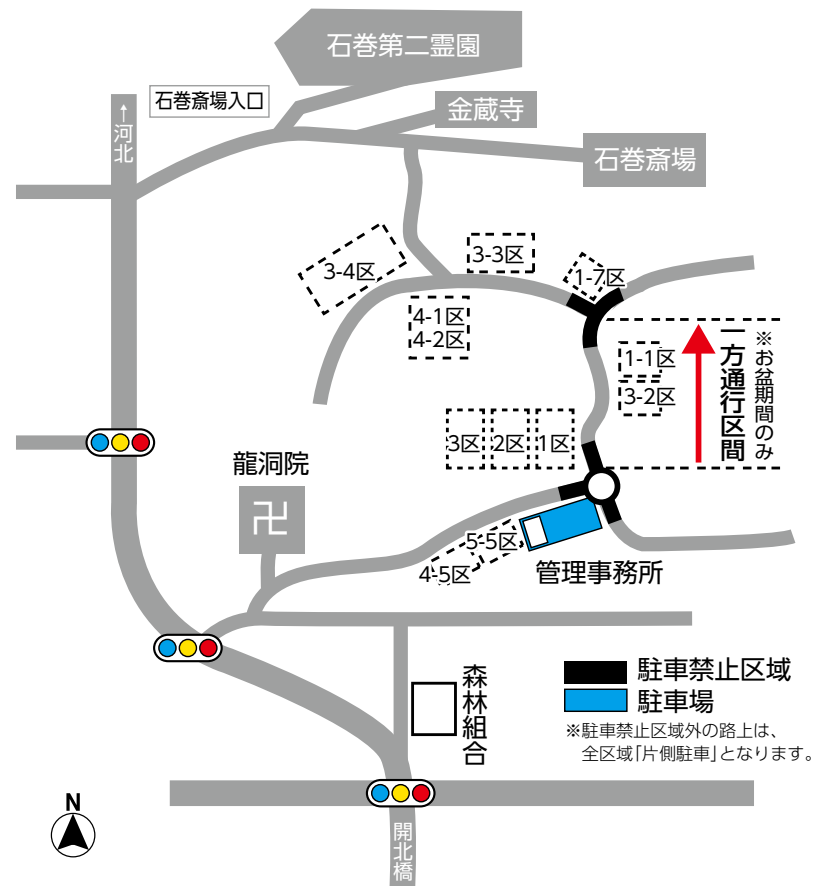 石巻第二霊園
石巻斎場入口
金蔵寺
↑河北
石巻斎場
3-3区
3-4区
1-7区
4-1区
4-2区
1-1区
3-2区
一方通行区間
※お盆期間のみ
3区
2区
1区
龍洞院
卍
5-5区
4-5区
管理事務所
森林組合
駐車禁止区域
駐車場
※駐車禁止区域外の路上は、
全区域「片側駐車」となります。
N
開北橋